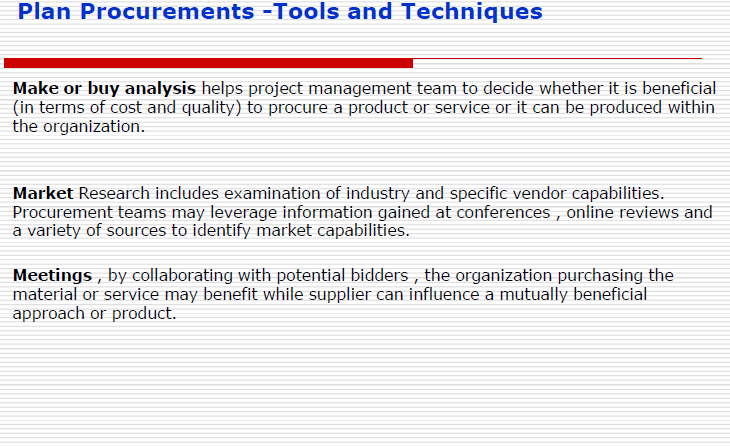 Plan Procurements -Tools and Techniques
Make or buy analysis helps project management team to decide whether it is beneficial
(in terms of cost and quality) to procure a product or service or it can be produced within
the organization.
Market Research includes examination of industry and specific vendor capabilities.
Procurement teams may leverage information gained at conferences , online reviews and
a variety of sources to identify market capabilities.
Meetings , by collaborating with potential bidders , the organization purchasing the
material or service may benefit while supplier can influence a mutually beneficial
approach or product.